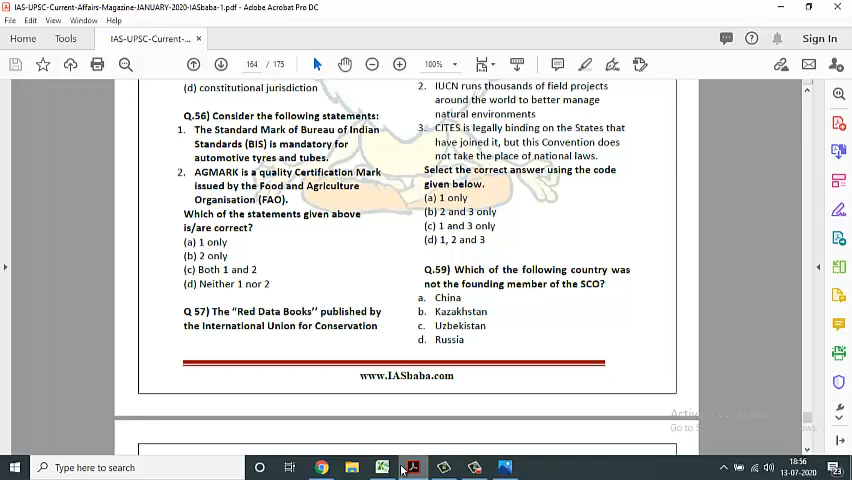 IAS-UPSC-Current-Affairs-Magazine-JANUARY-2020-IASbaba-1.pdf - Adobe Acrobat Pro DC
File Edit View Window Help
Home Tools IAS-UPSC-Current-... × Sign In
164 / 175 100%
(d) constitutional jurisdiction
Q.56) Consider the following statements:
1. The Standard Mark of Bureau of Indian
Standards (BIS) is mandatory for
automotive tyres and tubes.
2. AGMARK is a quality Certification Mark
issued by the Food and Agriculture
Organisation (FAO).
Which of the statements given above
is/are correct?
(a) 1 only
(b) 2 only
(c) Both 1 and 2
(d) Neither 1 nor 2
Q 57) The "Red Data Books" published by
the International Union for Conservation
2. IUCN runs thousands of field projects
around the world to better manage
natural environments
3. CITES is legally binding on the States that
have joined it, but this Convention does
not take the place of national laws.
Select the correct answer using the code
given below.
(a) 1 only
(b) 2 and 3 only
(c) 1 and 3 only
(d) 1, 2 and 3
Q.59) Which of the following country was
not the founding member of the SCO?
a. China
b. Kazakhstan
c. Uzbekistan
d. Russia
www.IASbaba.com
Type here to search
18:56
13-07-2020
23